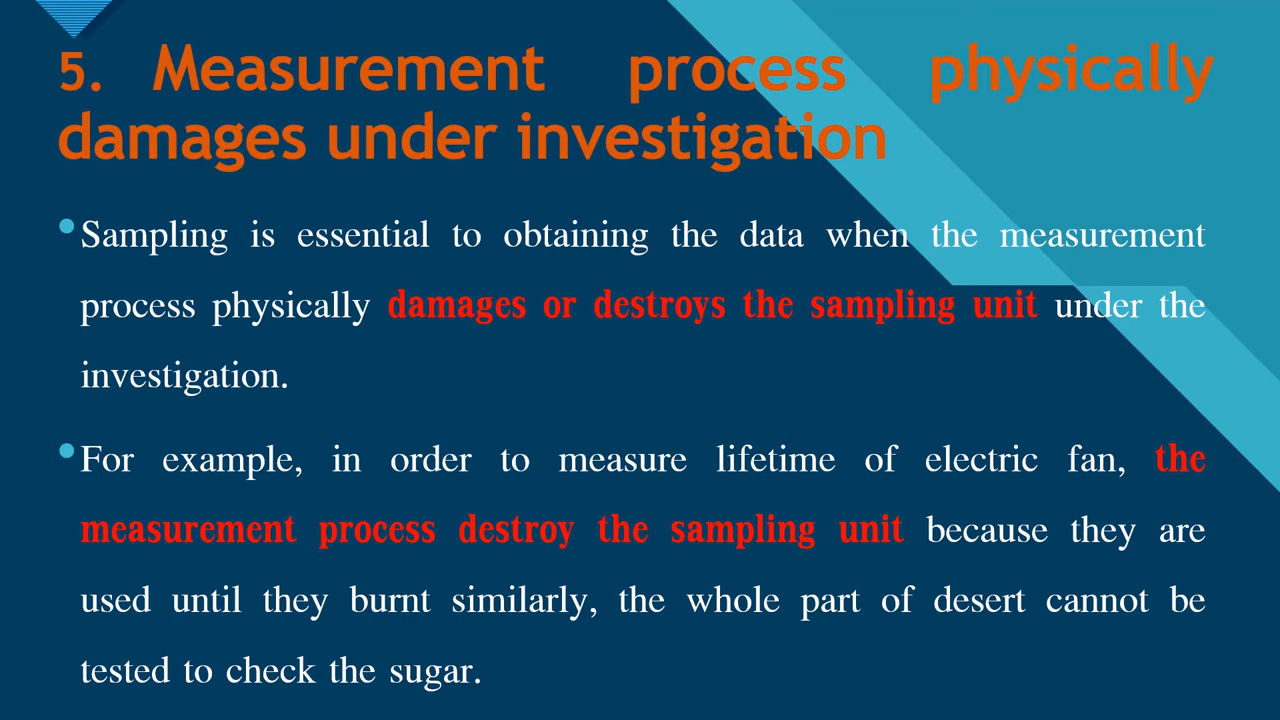 5. Measurement process physically
damages under investigation
•Sampling is essential to obtaining the data when the measurement
process physically damages or destroys the sampling unit under the
investigation.
•For example, in order to measure lifetime of electric fan, the
measurement process destroy the sampling unit because they are
used until they burnt similarly, the whole part of desert cannot be
tested to check the sugar.